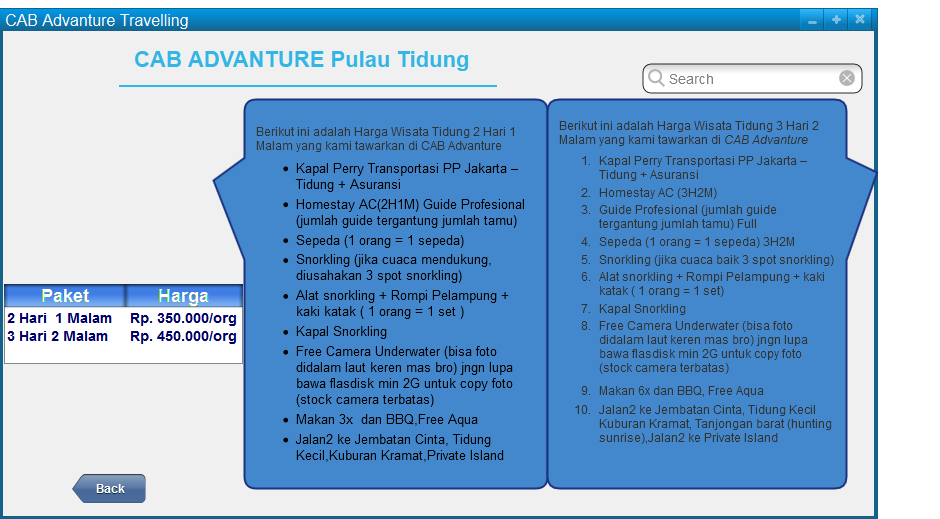 CAB Advanture Travelling
CAB ADVANTURE Pulau Tidung
Search
Berikut ini adalah Harga Wisata Tidung 2 Hari 1
Malam yang kami tawarkan di CAB Advanture
• Kapal Perry Transportasi PP Jakarta –
Tidung + Asuransi
• Homestay AC(2H1M) Guide Profesional
(jumlah guide tergantung jumlah tamu)
• Sepeda (1 orang = 1 sepeda)
• Snorkling (jika cuaca mendukung,
diusahakan 3 spot snorkling)
• Alat snorkling + Rompi Pelampung +
kaki katak ( 1 orang = 1 set )
• Kapal Snorkling
• Free Camera Underwater (bisa foto
didalam laut keren mas bro) jngn lupa
bawa flasdisk min 2G untuk copy foto
(stock camera terbatas)
• Makan 3x dan BBQ,Free Aqua
• Jalan2 ke Jembatan Cinta, Tidung
Kecil,Kuburan Kramat,Private Island
Berikut ini adalah Harga Wisata Tidung 3 Hari 2
Malam yang kami tawarkan di CAB Advanture
1. Kapal Perry Transportasi PP Jakarta –
Tidung + Asuransi
2. Homestay AC (3H2M)
3. Guide Profesional (jumlah guide
tergantung jumlah tamu) Full
4. Sepeda (1 orang = 1 sepeda) 3H2M
5. Snorkling (jika cuaca baik 3 spot snorkling)
6. Alat snorkling + Rompi Pelampung + kaki
katak ( 1 orang = 1 set)
7. Kapal Snorkling
8. Free Camera Underwater (bisa foto
didalam laut keren mas bro) jngn lupa
bawa flasdisk min 2G untuk copy foto
(stock camera terbatas)
9. Makan 6x dan BBQ, Free Aqua
10. Jalan2 ke Jembatan Cinta, Tidung Kecil
Kuburan Kramat, Tanjongan barat (hunting
sunrise),Jalan2 ke Private Island
Paket Harga
2 Hari 1 Malam Rp. 350.000/org
3 Hari 2 Malam Rp. 450.000/org
Back